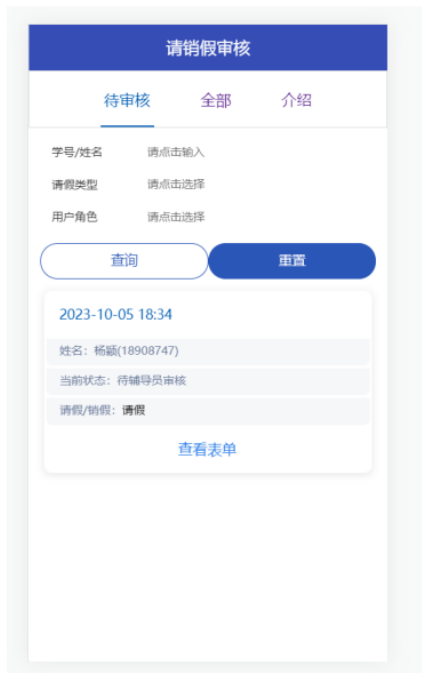 请销假审核
待审核 全部 介绍
学号/姓名 请点击输入
请假类型 请点击选择
用户角色 请点击选择
查询 重置
2023-10-05 18:34
姓名：杨颖(18908747)
当前状态：待辅导员审核
请假/销假：请假
查看表单